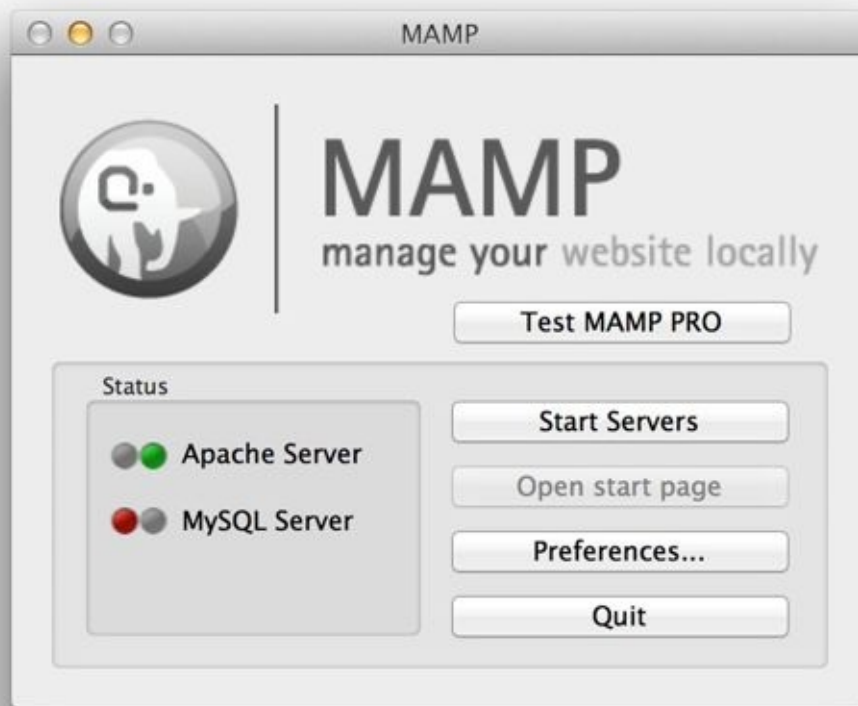 MAMP
MAMP
manage your website locally
Test MAMP PRO
Status
Apache Server
MySQL Server
Start Servers
Open start page
Preferences...
Quit